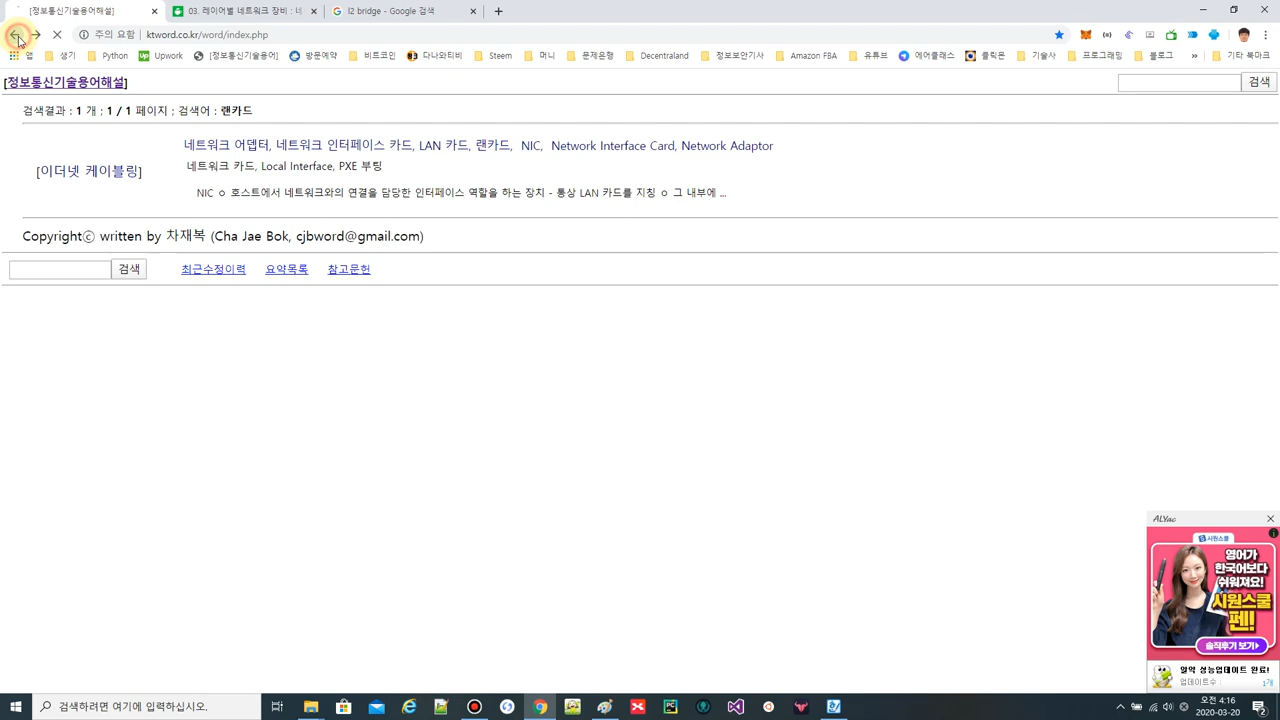 [정보통신기술용어해설]
03. 레이어별 네트워크 장비 : 네
l2 bridge - Google 검색
주의 요함
ktword.co.kr/word/index.php
앱
생기
Python
Upwork
[정보통신기술용어]
방문예약
비트코인
다나와티비
Steem
머니
문제은행
Decentraland
정보보안기사
Amazon FBA
유튜브
에어클래스
클릭몬
기술사
프로그래밍
블로그
»
기타 북마크
[정보통신기술용어해설]
검색
검색결과 : 1 개 ; 1 / 1 페이지 ; 검색어 : 랜카드
네트워크 어뎁터, 네트워크 인터페이스 카드, LAN 카드, 랜카드, NIC, Network Interface Card, Network Adaptor
[이더넷 케이블링]
네트워크 카드, Local Interface, PXE 부팅
NIC ㅇ 호스트에서 네트워크와의 연결을 담당한 인터페이스 역할을 하는 장치 - 통상 LAN 카드를 지칭 ㅇ 그 내부에 ...
Copyrightⓒ written by 차재복 (Cha Jae Bok, cjbword@gmail.com)
검색
최근수정이력
요약목록
참고문헌
ALYac
시원스쿨
영어가
한국어보다
쉬워져요!
시원스쿨
펜!
솔직후기 보기
알약 성능업데이트 완료!
업데이트수 :
1개
검색하려면 여기에 입력하십시오.
오전 4:16
2020-03-20
2